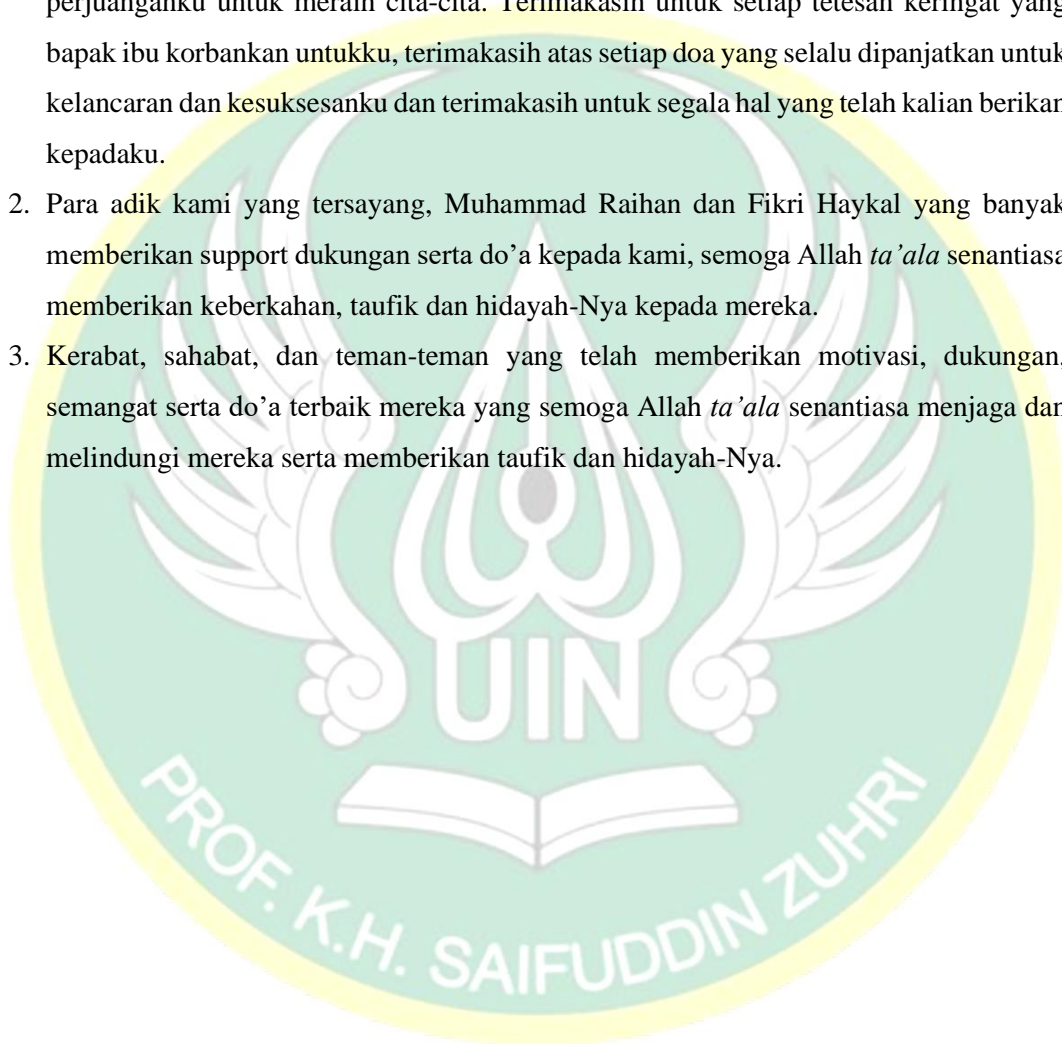 perjuanganku untuk meraih cita-cita. Terimakasih untuk setiap tetesan keringat yang
bapak ibu korbankan untukku, terimakasih atas setiap doa yang selalu dipanjatkan untuk
kelancaran dan kesuksesanku dan terimakasih untuk segala hal yang telah kalian berikan
kepadaku.
2. Para adik kami yang tersayang, Muhammad Raihan dan Fikri Haykal yang banyak
memberikan support dukungan serta do’a kepada kami, semoga Allah ta’ala senantiasa
memberikan keberkahan, taufik dan hidayah-Nya kepada mereka.
3. Kerabat, sahabat, dan teman-teman yang telah memberikan motivasi, dukungan,
semangat serta do’a terbaik mereka yang semoga Allah ta’ala senantiasa menjaga dan
melindungi mereka serta memberikan taufik dan hidayah-Nya.
UIN
PROF. K.H. SAIFUDDIN ZUHRI